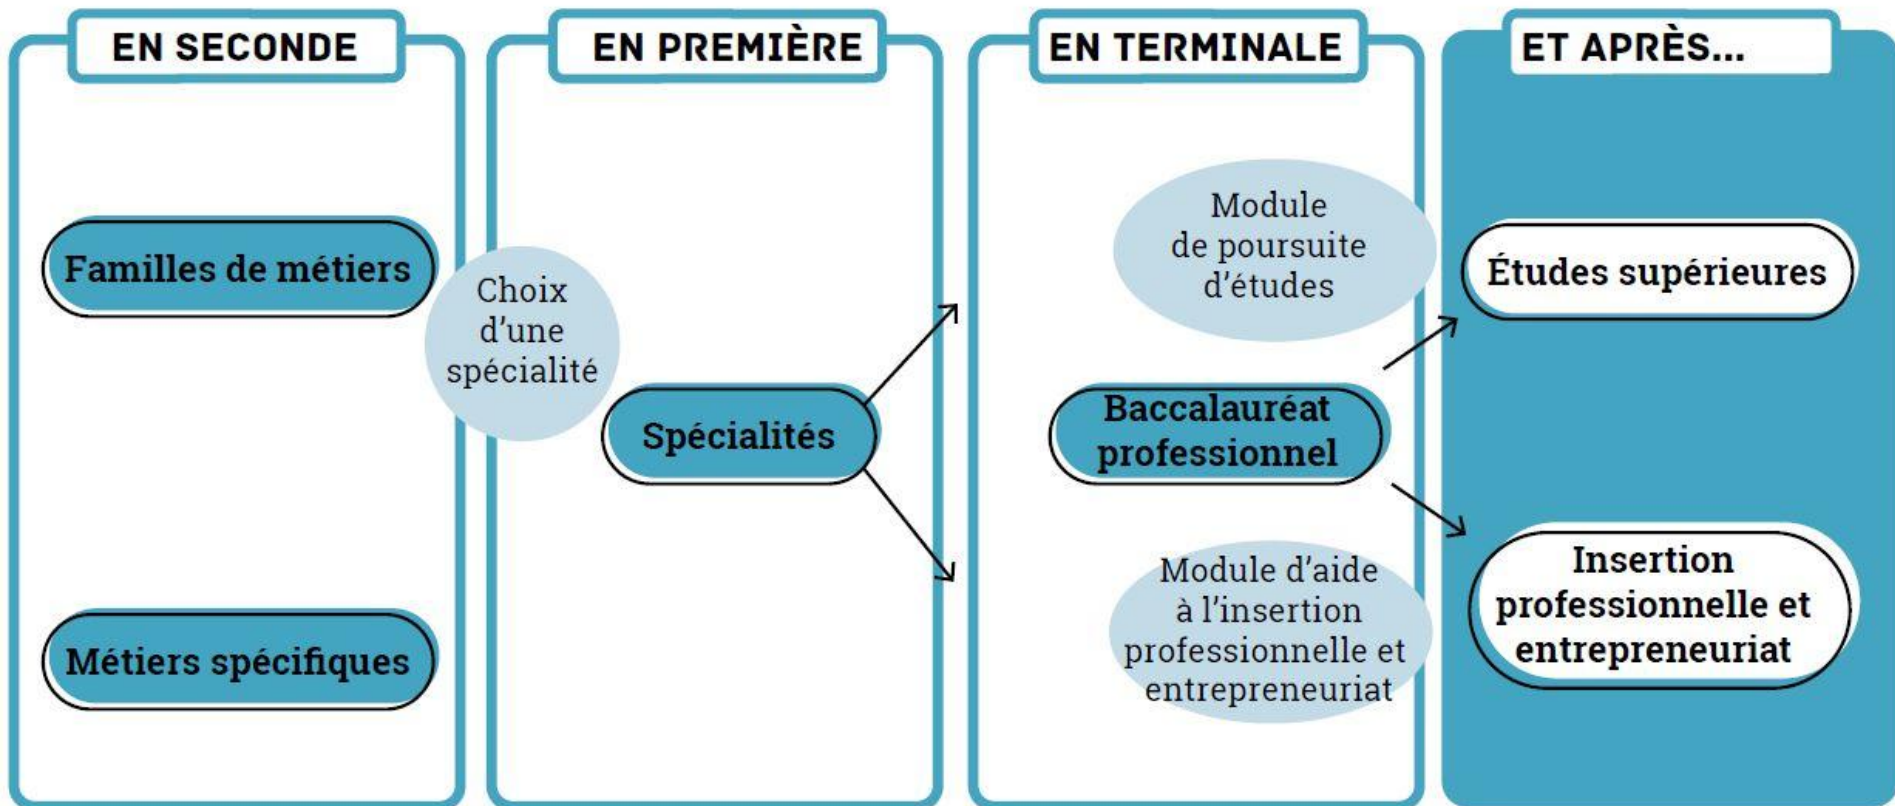 EN SECONDE
Familles de métiers
Métiers spécifiques
Choix
d'une
spécialité
EN PREMIÈRE
Spécialités
EN TERMINALE
Module
de poursuite
d'études
Baccalauréat
professionnel
Module d'aide
à l'insertion
professionnelle et
entrepreneuriat
ET APRÈS...
Études supérieures
Insertion
professionnelle et
entrepreneuriat